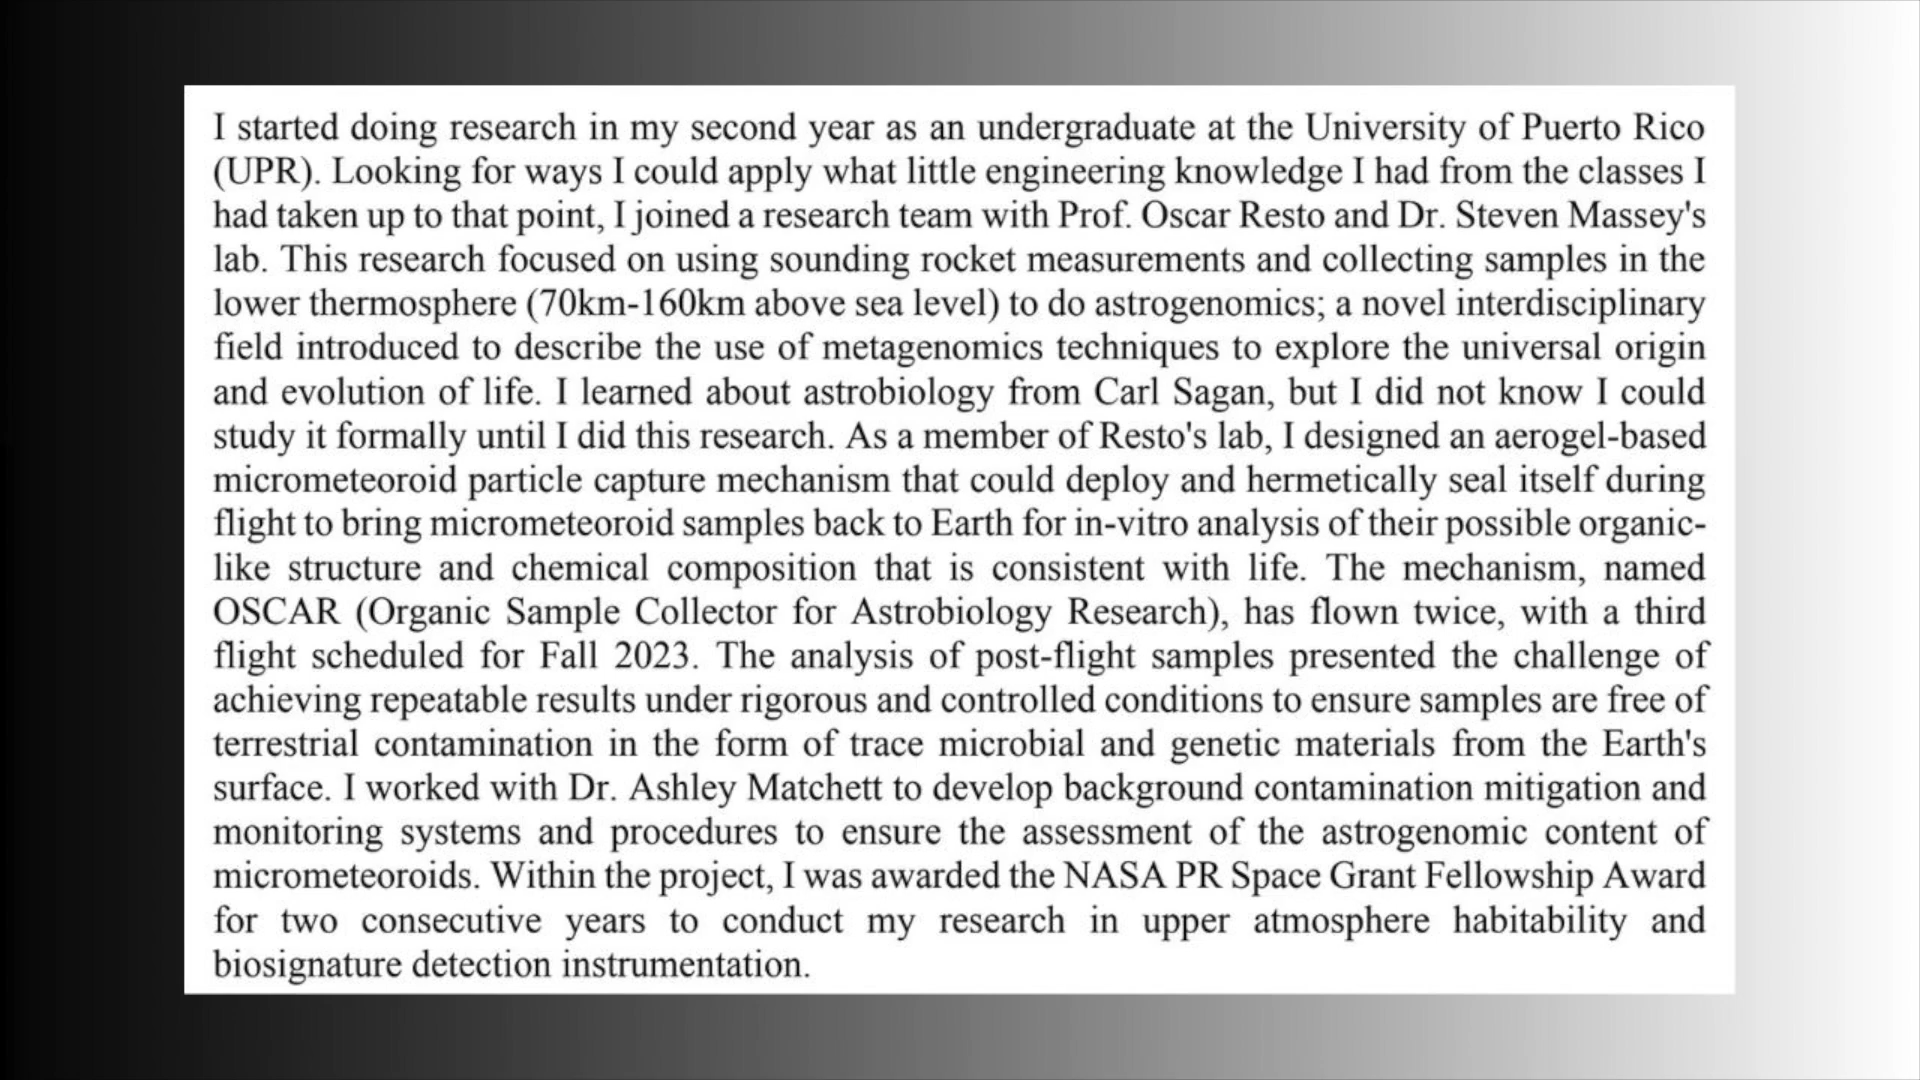 I started doing research in my second year as an undergraduate at the University of Puerto Rico
(UPR). Looking for ways I could apply what little engineering knowledge I had from the classes I
had taken up to that point, I joined a research team with Prof. Oscar Resto and Dr. Steven Massey's
lab. This research focused on using sounding rocket measurements and collecting samples in the
lower thermosphere (70km-160km above sea level) to do astrogenomics; a novel interdisciplinary
field introduced to describe the use of metagenomics techniques to explore the universal origin
and evolution of life. I learned about astrobiology from Carl Sagan, but I did not know I could
study it formally until I did this research. As a member of Resto's lab, I designed an aerogel-based
micrometeoroid particle capture mechanism that could deploy and hermetically seal itself during
flight to bring micrometeoroid samples back to Earth for in-vitro analysis of their possible organic-
like structure and chemical composition that is consistent with life. The mechanism, named
OSCAR (Organic Sample Collector for Astrobiology Research), has flown twice, with a third
flight scheduled for Fall 2023. The analysis of post-flight samples presented the challenge of
achieving repeatable results under rigorous and controlled conditions to ensure samples are free of
terrestrial contamination in the form of trace microbial and genetic materials from the Earth's
surface. I worked with Dr. Ashley Matchett to develop background contamination mitigation and
monitoring systems and procedures to ensure the assessment of the astrogenomic content of
micrometeoroids. Within the project, I was awarded the NASA PR Space Grant Fellowship Award
for two consecutive years to conduct my research in upper atmosphere habitability and
biosignature detection instrumentation.